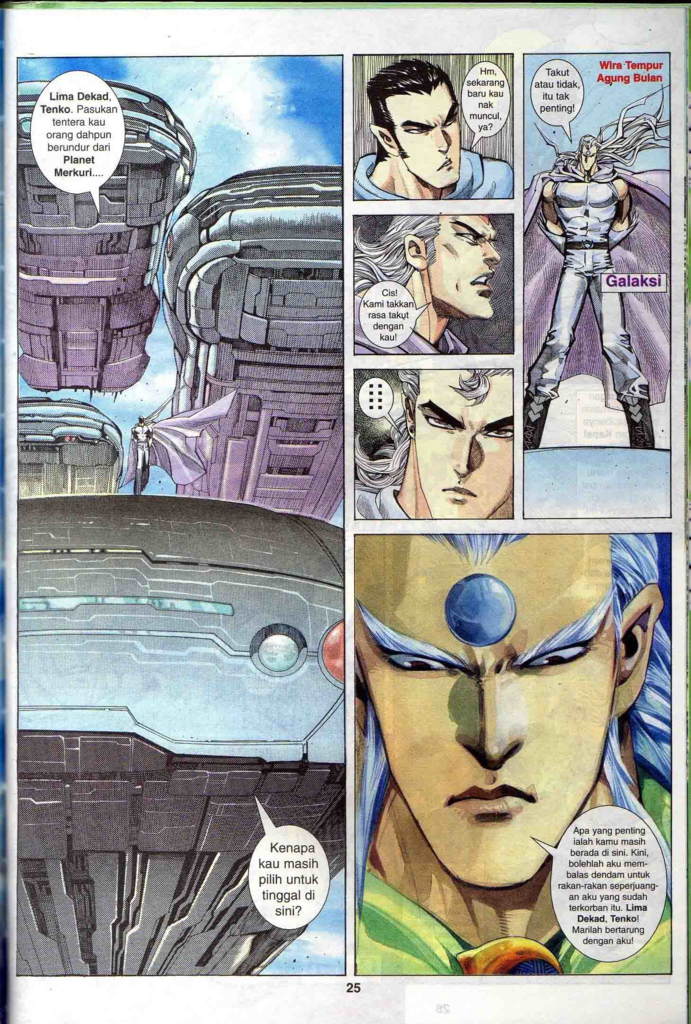 Lima Dekad,
Tenko. Pasukan
tentera kau
orang dahpun
berundur dari
Planet
Merkuri....
Kenapa
kau masih
pilih untuk
tinggal di
sini?
Hm,
sekarang
baru kau
nak
muncul,
ya?
Takut
atau tidak,
itu tak
penting!
Wira Tempur
Agung Bulan
Galaksi
Cis!
Kami takkan
rasa takut
dengan
kau!
Apa yang penting
ialah kamu masih
berada di sini. Kini,
bolehlah aku mem-
balas dendam untuk
rakan-rakan seperjuang-
an aku yang sudah
terkorban itu. Lima
Dekad, Tenko!
Marilah bertarung
dengan aku!
25